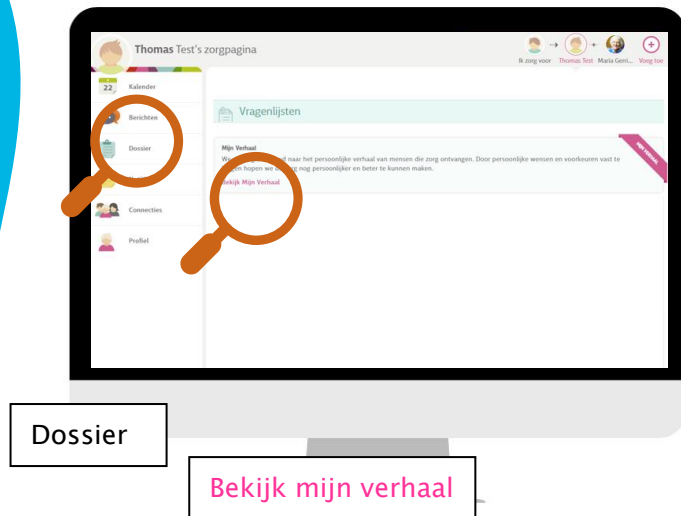 Thomas Test's zorgpagina
Ik zorg voor Thomas Test Maria Gerri... Voeg toe
22 Kalender
Berichten
Dossier
Connecties
Profiel
Vragenlijsten
Mijn Verhaal
naar het persoonlijke verhaal van mensen die zorg ontvangen. Door persoonlijke wensen en voorkeuren vast te
hopen we de zorg nog persoonlijker en beter te kunnen maken.
Bekijk Mijn Verhaal
Dossier
Bekijk mijn verhaal